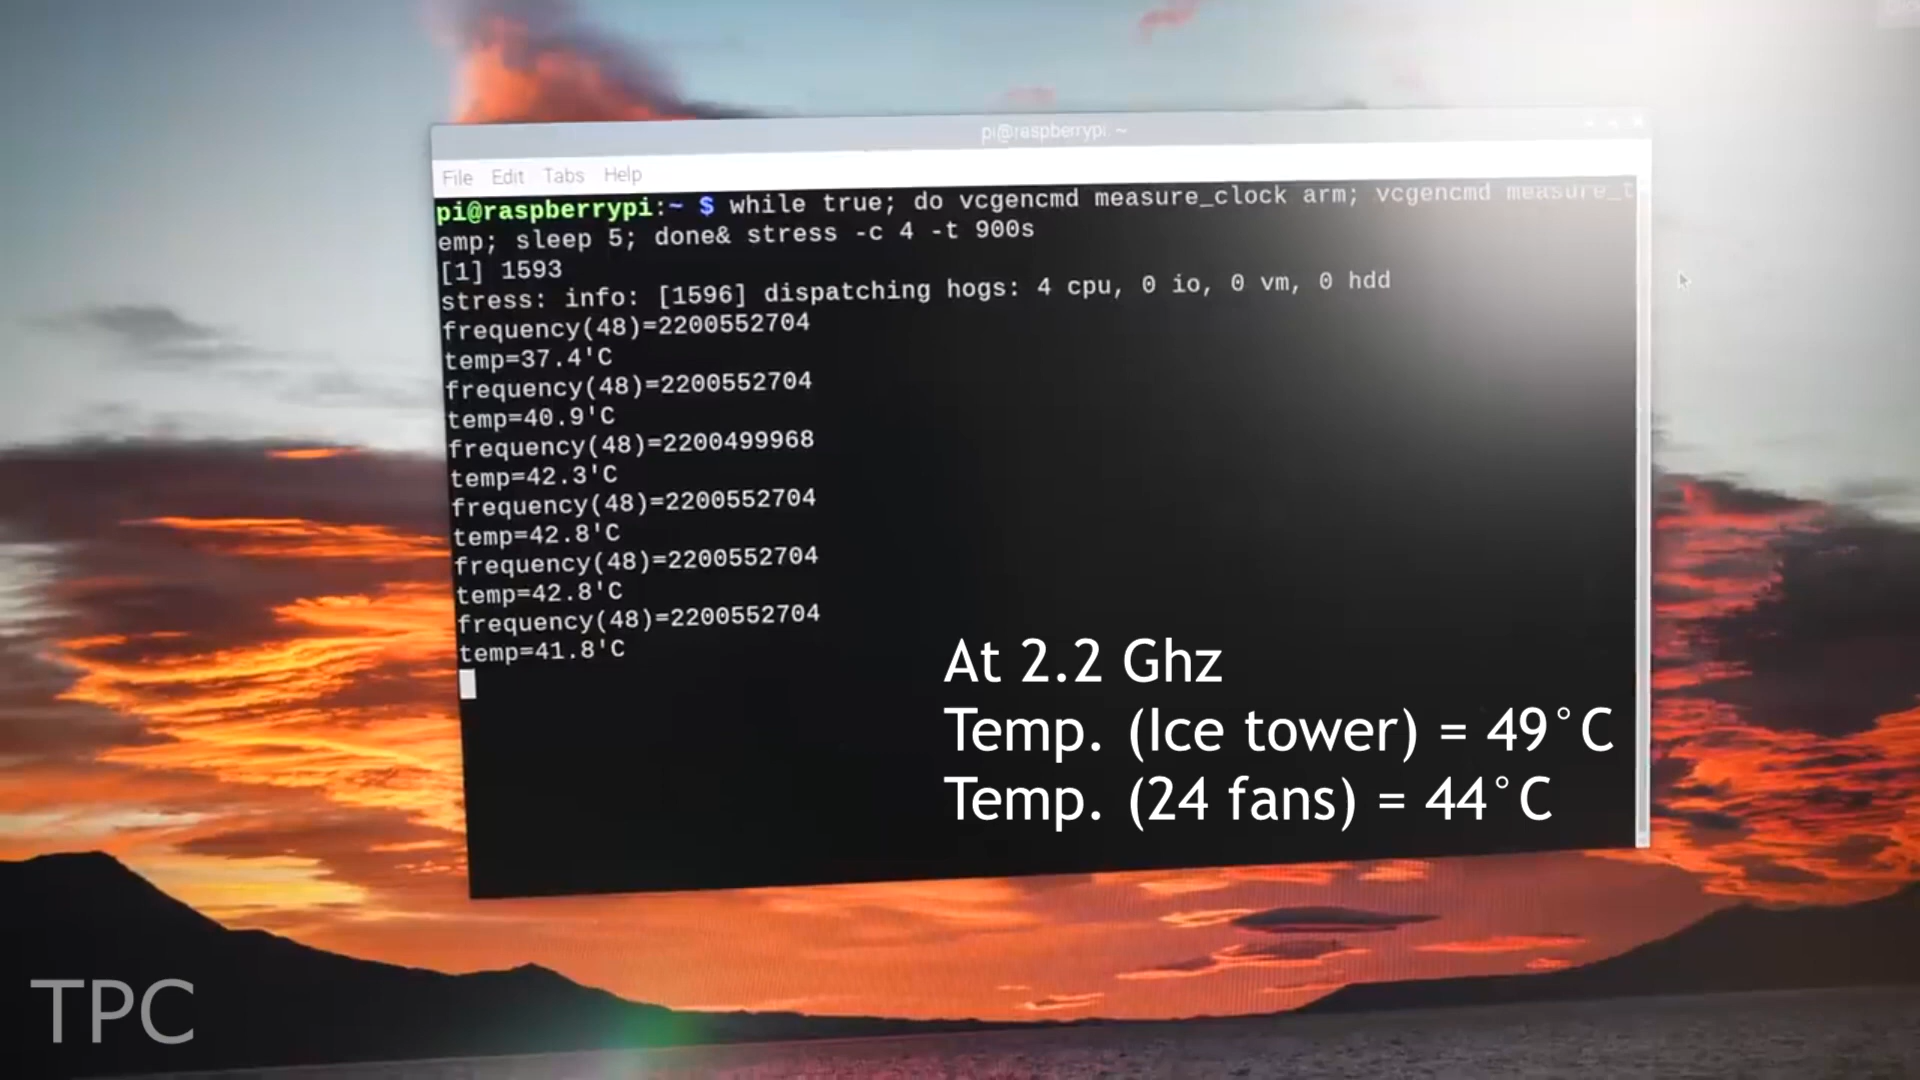 pi@raspberrypi: ~
File Edit Tabs Help
pi@raspberrypi:~ $ while true; do vcgencmd measure_clock arm; vcgencmd measure_t
emp; sleep 5; done& stress -c 4 -t 900s
[1] 1593
stress: info: [1596] dispatching hogs: 4 cpu, 0 io, 0 vm, 0 hdd
frequency(48)=2200552704
temp=37.4'C
frequency(48)=2200552704
temp=40.9'C
frequency(48)=2200499968
temp=42.3'C
frequency(48)=2200552704
temp=42.8'C
frequency(48)=2200552704
temp=42.8'C
frequency(48)=2200552704
temp=41.8'C
At 2.2 Ghz
Temp. (Ice tower) = 49°C
Temp. (24 fans) = 44°C
TPC